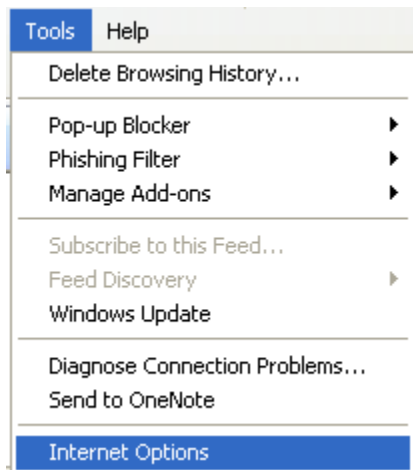 Tools Help
Delete Browsing History...
Pop-up Blocker
Phishing Filter
Manage Add-ons
Subscribe to this Feed...
Feed Discovery
Windows Update
Diagnose Connection Problems...
Send to OneNote
Internet Options